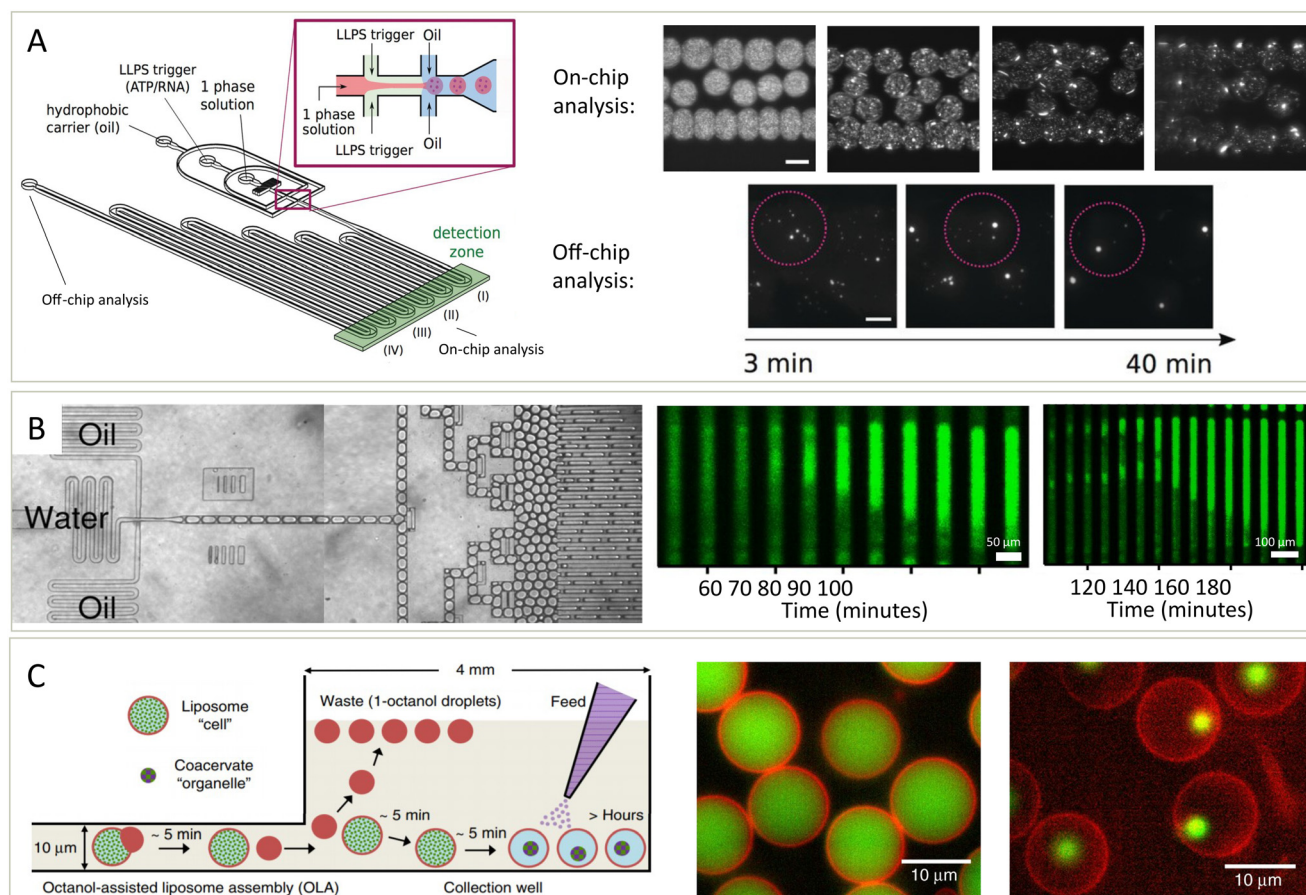 A
LLPS trigger
(ATP/RNA)
1 phase
solution
hydrophobic
carrier (oil)
LLPS trigger
Oil
1 phase
solution
LLPS trigger
Oil
detection
zone
(I)
(II)
(III)
(IV)
Off-chip analysis
On-chip analysis
On-chip
analysis:
Off-chip
analysis:
3 min
40 min
B
Oil
Water
Oil
50 µm
60 70 80 90 100
Time (minutes)
100 µm
120 140 160 180
Time (minutes)
C
4 mm
Liposome
“cell”
Coacervate
“organelle”
Waste (1-octanol droplets)
Feed
~ 5 min
~ 5 min
~ 5 min
> Hours
10 µm
Octanol-assisted liposome assembly (OLA)
Collection well
10 µm
10 µm